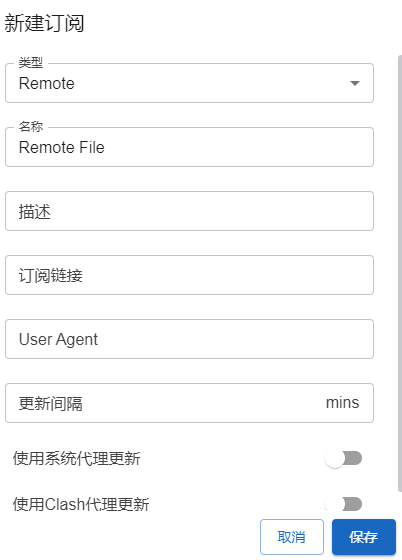 新建订阅
类型
Remote
名称
Remote File
描述
订阅链接
User Agent
更新间隔 mins
使用系统代理更新
使用Clash代理更新
取消 保存